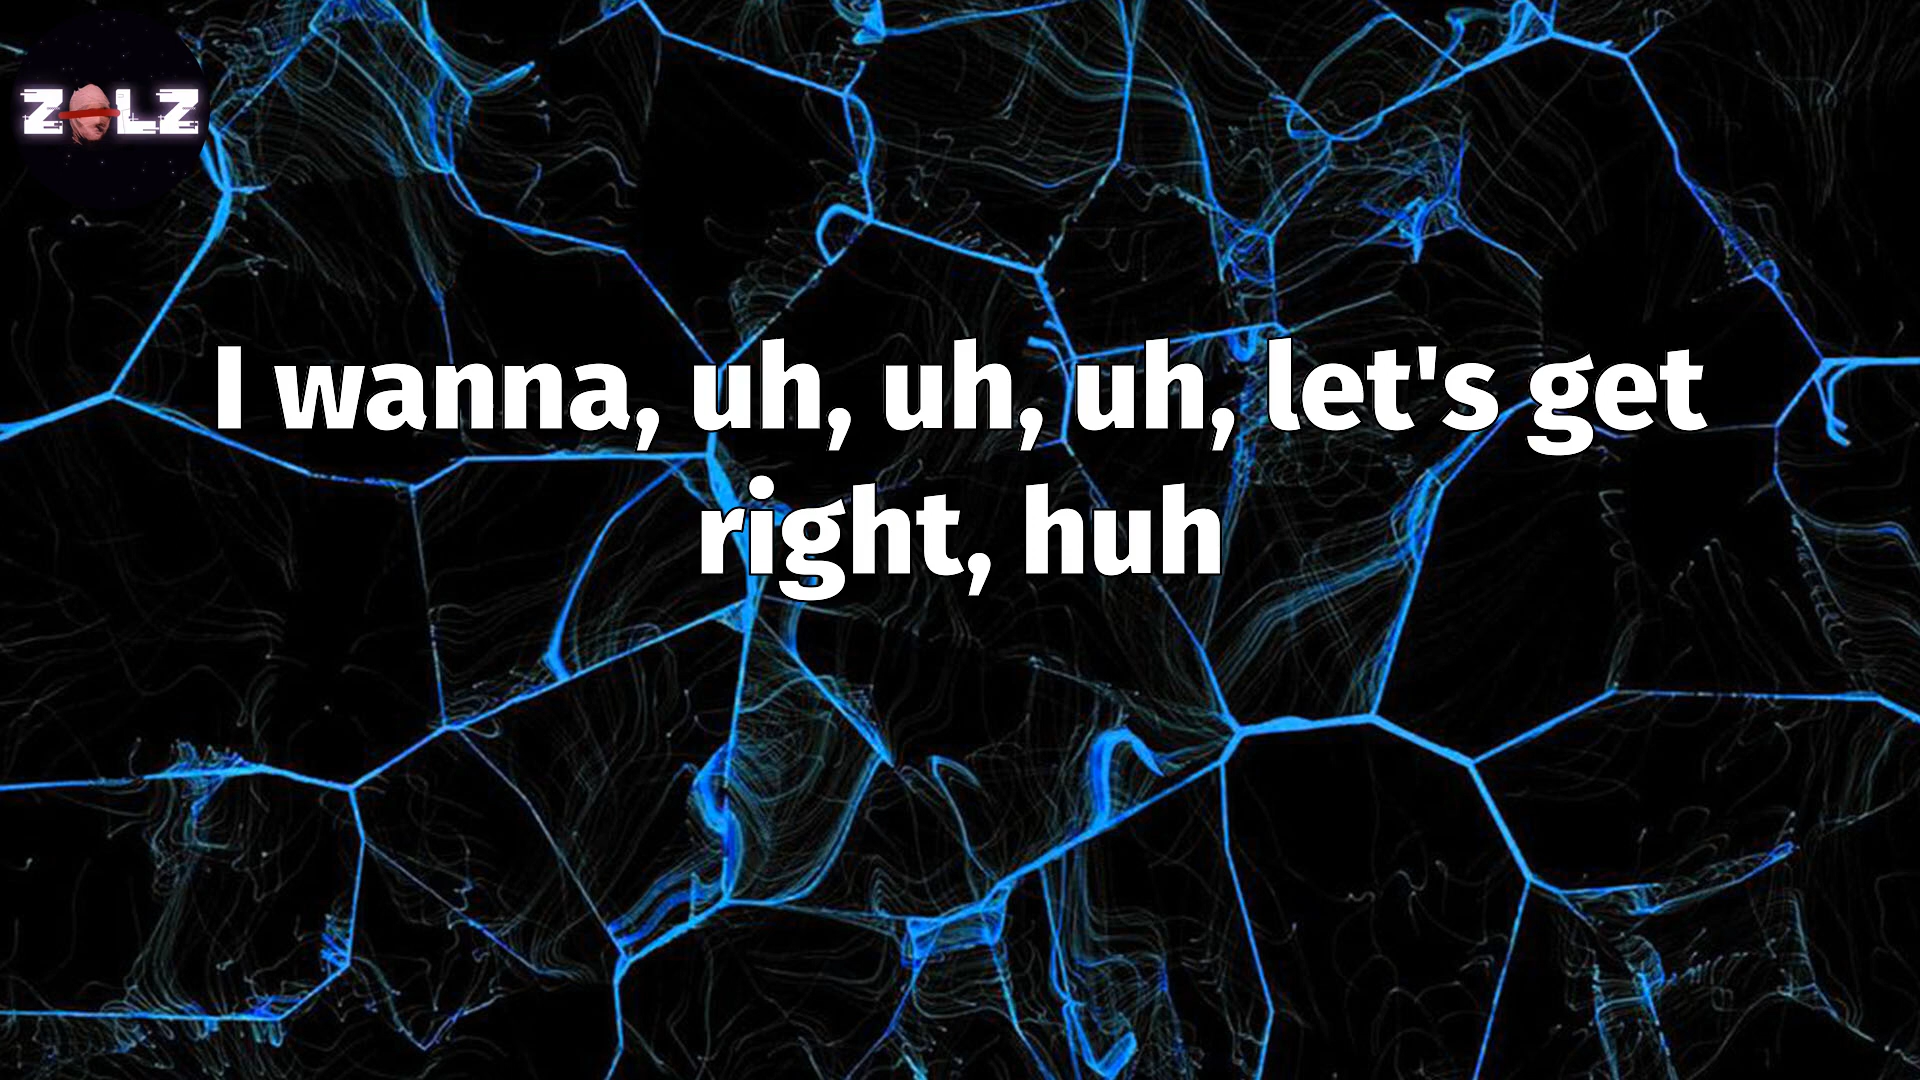 ZOLZ
I wanna, uh, uh, uh, let's get
right, huh